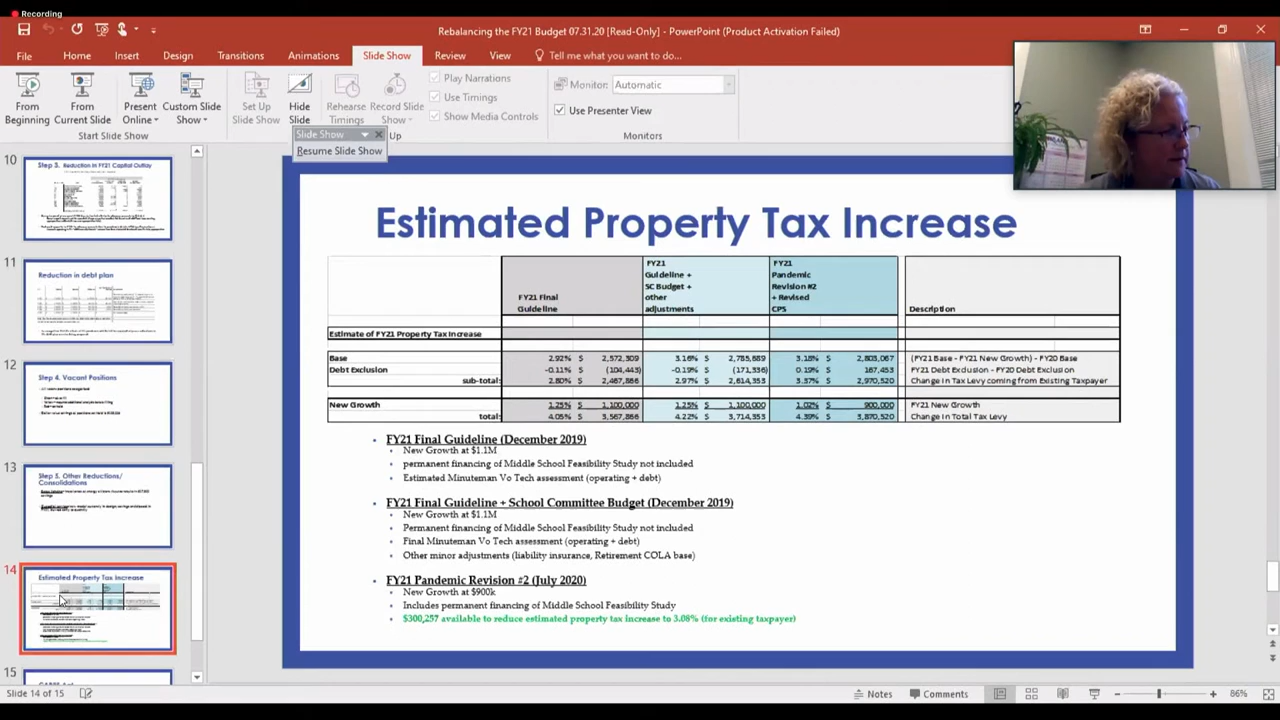 Recording
Rebalancing the FY21 Budget 07.31.20 [Read-Only] - PowerPoint (Product Activation Failed)
File Home Insert Design Transitions Animations Slide Show Review View Tell me what you want to do...
From Beginning
From Current Slide
Present Online
Custom Slide Show
Set Up Slide Show
Hide Slide
Rehearse Timings
Record Slide Show
Play Narrations
Use Timings
Show Media Controls
Monitor: Automatic
Use Presenter View
Start Slide Show
Up
Monitors
Slide Show
Resume Slide Show
10
Step 3. Reduction in FY21 Capital Outlay
11
Reduction in debt plan
12
Step 4. Vacant Positions
13
Step 5. Other Reductions/
Consolidations
14
Estimated Property Tax Increase
15
Estimated Property Tax Increase
FY21 Final Guideline
FY21 Guideline + SC Budget + other adjustments
FY21 Pandemic Revision #2 + Revised CPS
Description
Estimate of FY21 Property Tax Increase
Base 2.92% $ 2,572,309 3.16% $ 2,785,689 3.18% $ 2,803,067 (FY21 Base - FY21 New Growth) - FY20 Base
Debt Exclusion -0.11% $ (104,443) -0.19% $ (171,336) 0.19% $ 167,453 FY21 Debt Exclusion - FY20 Debt Exclusion
sub-total: 2.80% $ 2,467,866 2.97% $ 2,614,353 3.37% $ 2,970,520 Change In Tax Levy coming from Existing Taxpayer
New Growth 1.25% $ 1,100,000 1.25% $ 1,100,000 1.02% $ 900,000 FY21 New Growth
total: 4.05% $ 3,567,866 4.22% $ 3,714,353 4.39% $ 3,870,520 Change In Total Tax Levy
• FY21 Final Guideline (December 2019)
• New Growth at $1.1M
• permanent financing of Middle School Feasibility Study not included
• Estimated Minuteman Vo Tech assessment (operating + debt)
• FY21 Final Guideline + School Committee Budget (December 2019)
• New Growth at $1.1M
• Permanent financing of Middle School Feasibility Study not included
• Final Minuteman Vo Tech assessment (operating + debt)
• Other minor adjustments (liability insurance, Retirement COLA base)
• FY21 Pandemic Revision #2 (July 2020)
• New Growth at $900k
• Includes permanent financing of Middle School Feasibility Study
• $300,257 available to reduce estimated property tax increase to 3.08% (for existing taxpayer)
Slide 14 of 15
Notes Comments
86%